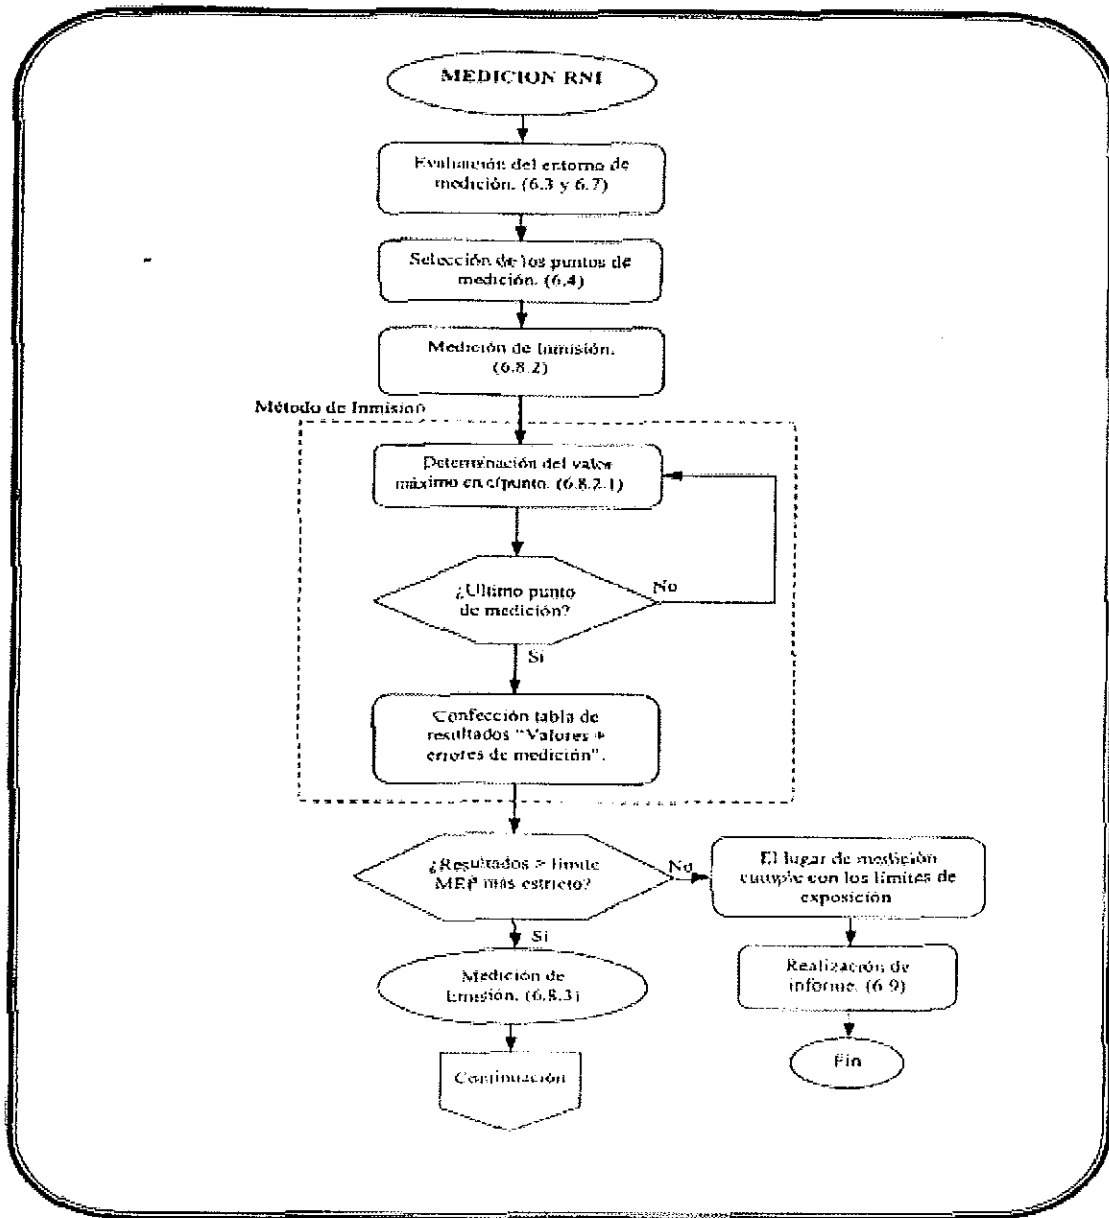 MEDICION RNI
Evaluación del entorno de
medición. (6.3 y 6.7)
Selección de los puntos de
medición. (6.4)
Medición de Inmisión.
(6.8.2)
Método de Inmisión
Determinación del valor
máximo en c/punto. (6.8.2.1)
¿Ultimo punto
de medición?
No
Si
Confección tabla de
resultados "Valores +
errores de medición".
¿Resultados > límite
MEP más estricto?
No
El lugar de medición
cumple con los límites de
exposición
Si
Medición de
Emisión. (6.8.3)
Realización de
informe. (6.9)
Continuación
Fin